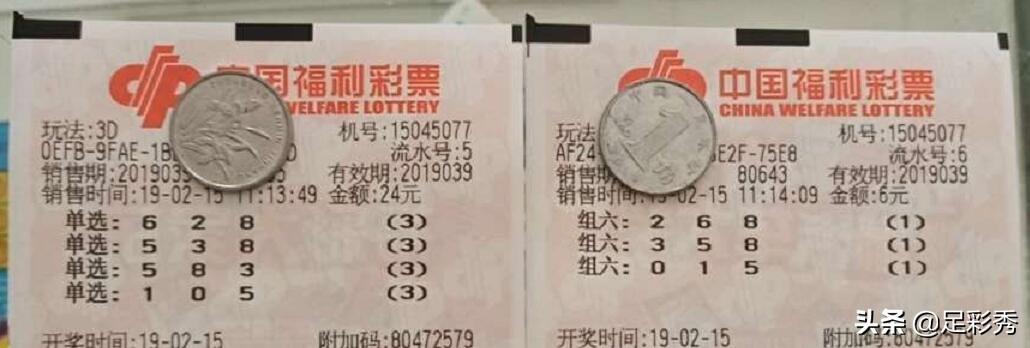 国福利彩票
WELFARE LOTTERY
玩法:3D
机号:15045077
0EFB-9FAE-1B
流水号:5
销售期:2019039
有效期:2019039
销售时间:19-02-15 11:13:49 金额:24元
单选: 6 2 8 (3)
单选: 5 3 8 (3)
单选: 5 8 3 (3)
单选: 1 0 5 (3)
开奖时间:19-02-15
附加码:80472579
中国福利彩票
CHINA WELFARE LOTTERY
玩法
机号:15045077
AF24
E2F-75E8
流水号:6
销售期
80643
有效期:2019039
销售时间:19-02-15 11:14:09 金额:6元
组六: 2 6 8 (1)
组六: 3 5 8 (1)
组六: 0 1 5 (1)
开奖时间:19-02-15
附加码:80472579
头条 @足彩秀